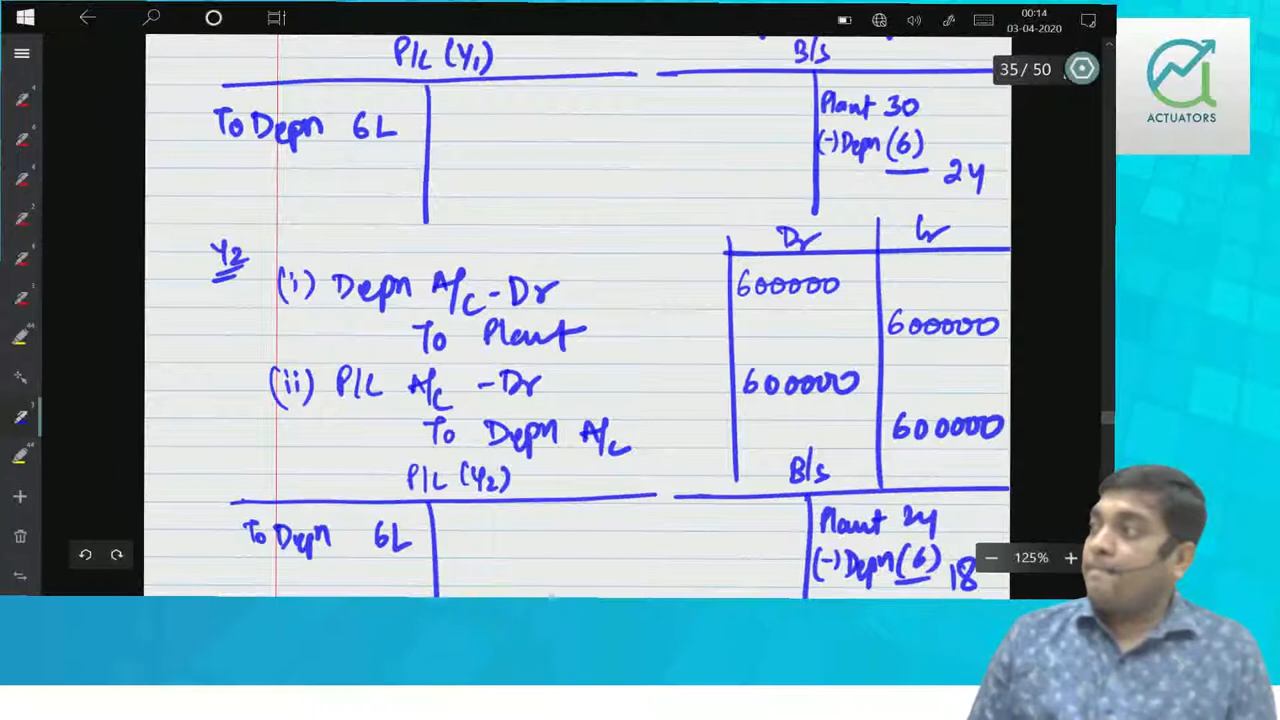 00:14
03-04-2020
P/L (Y1)
B/s
35 / 50
ACTUATORS
To Depn 6L
Plant 30
(-) Depn (6)
24
Y2
Dr
Cr
(i) Depn A/c - Dr
600000
To Plant
600000
(ii) P/L A/c - Dr
600000
To Depn A/c
600000
P/L (Y2)
B/s
To Depn 6L
Plant 24
(-) Depn (6) 18
125%